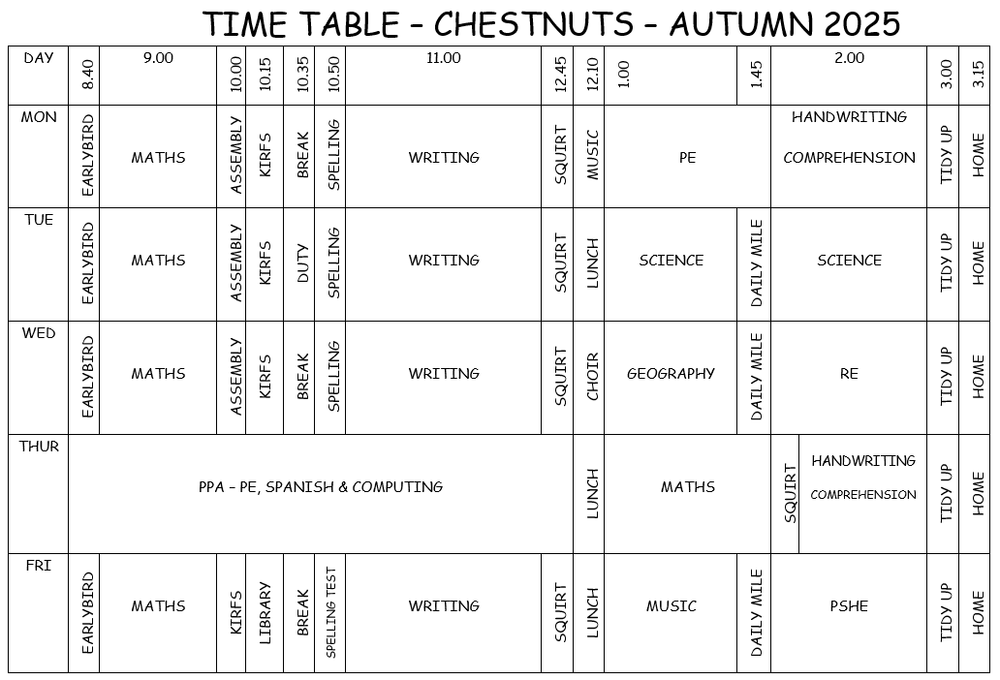 TIME TABLE – CHESTNUTS – AUTUMN 2025
DAY 8.40 9.00 10.00 10.15 10.35 10.50 11.00 12.45 12.10 1.00 1.45 2.00 3.00 3.15
MON EARLYBIRD MATHS ASSEMBLY KIRFS BREAK SPELLING WRITING SQUIRT MUSIC PE HANDWRITING
COMPREHENSION TIDY UP HOME
TUE EARLYBIRD MATHS ASSEMBLY KIRFS DUTY SPELLING WRITING SQUIRT LUNCH SCIENCE DAILY MILE SCIENCE TIDY UP HOME
WED EARLYBIRD MATHS ASSEMBLY KIRFS BREAK SPELLING WRITING SQUIRT CHOIR GEOGRAPHY DAILY MILE RE TIDY UP HOME
THUR PPA – PE, SPANISH & COMPUTING LUNCH MATHS SQUIRT HANDWRITING
COMPREHENSION TIDY UP HOME
FRI EARLYBIRD MATHS KIRFS LIBRARY BREAK SPELLING TEST WRITING SQUIRT LUNCH MUSIC DAILY MILE PSHE TIDY UP HOME